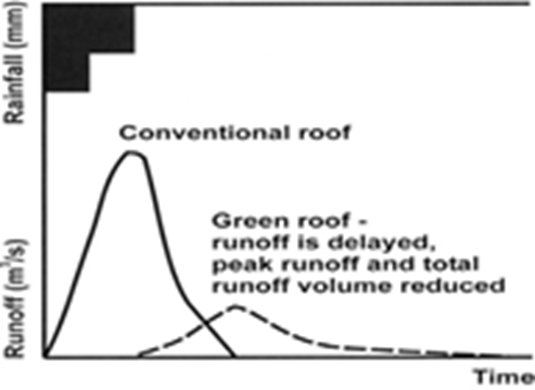 Rainfall (mm)
Conventional roof
Green roof -
runoff is delayed,
peak runoff and total
runoff volume reduced
Runoff (m³/s)
Time